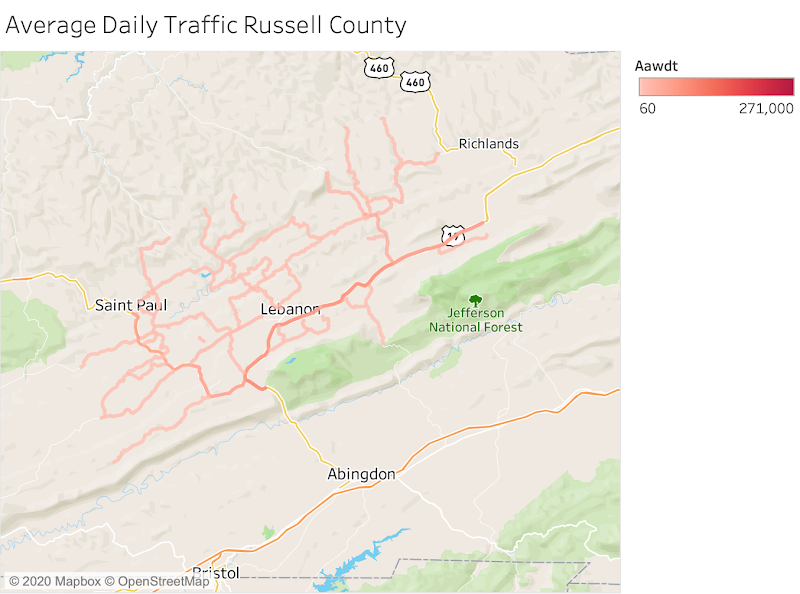 Average Daily Traffic Russell County
Aawdt
60 271,000
460
460
Richlands
19
Saint Paul
Lebanon
Jefferson
National Forest
Abingdon
Bristol
© 2020 Mapbox © OpenStreetMap